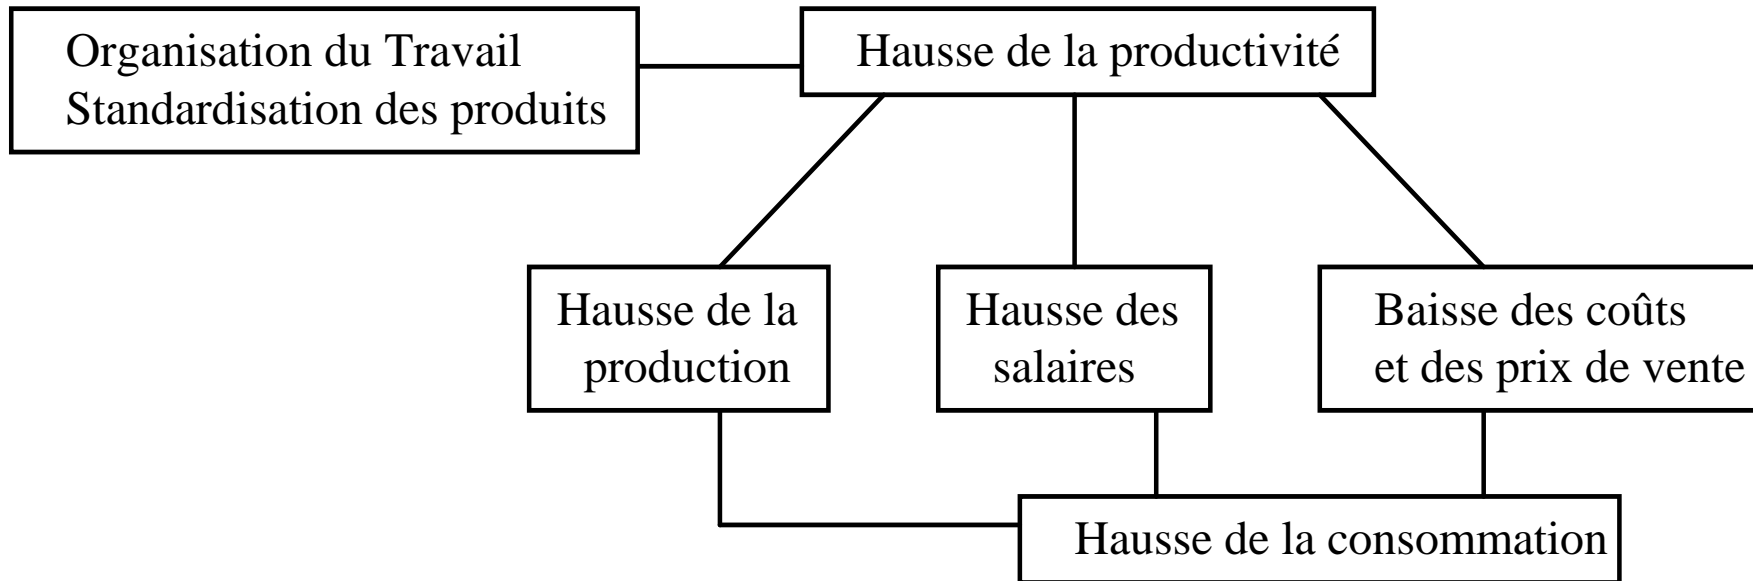 Organisation du Travail
Standardisation des produits
Hausse de la productivité
Hausse de la
production
Hausse des
salaires
Baisse des coûts
et des prix de vente
Hausse de la consommation